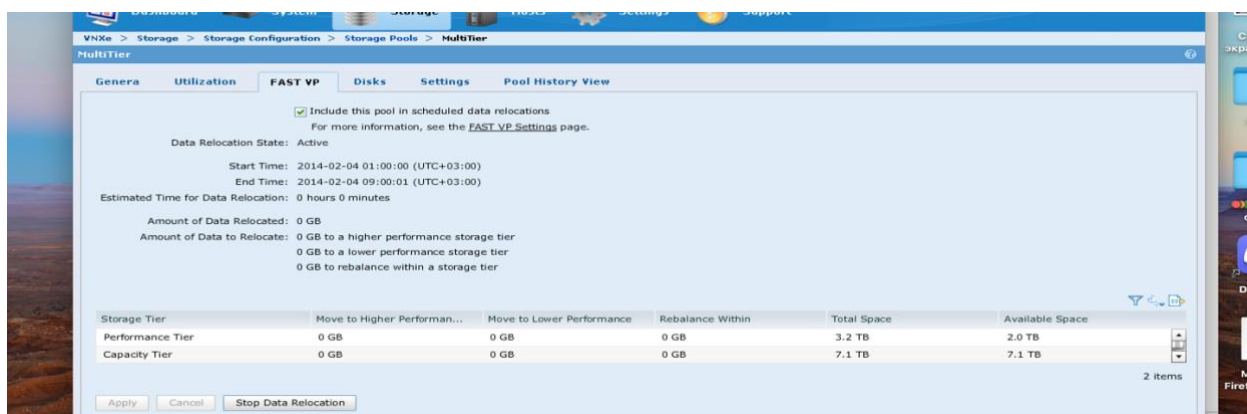 Dashboard System Storage Hosts Settings Support
VNXe > Storage > Storage Configuration > Storage Pools > MultiTier
MultiTier
Genera Utilization FAST VP Disks Settings Pool History View
Include this pool in scheduled data relocations
For more information, see the FAST VP Settings page.
Data Relocation State: Active
Start Time: 2014-02-04 01:00:00 (UTC+03:00)
End Time: 2014-02-04 09:00:01 (UTC+03:00)
Estimated Time for Data Relocation: 0 hours 0 minutes
Amount of Data Relocated: 0 GB
Amount of Data to Relocate: 0 GB to a higher performance storage tier
0 GB to a lower performance storage tier
0 GB to rebalance within a storage tier
Storage Tier Move to Higher Performan... Move to Lower Performance Rebalance Within Total Space Available Space
Performance Tier 0 GB 0 GB 0 GB 3.2 TB 2.0 TB
Capacity Tier 0 GB 0 GB 0 GB 7.1 TB 7.1 TB
2 items
Apply Cancel Stop Data Relocation